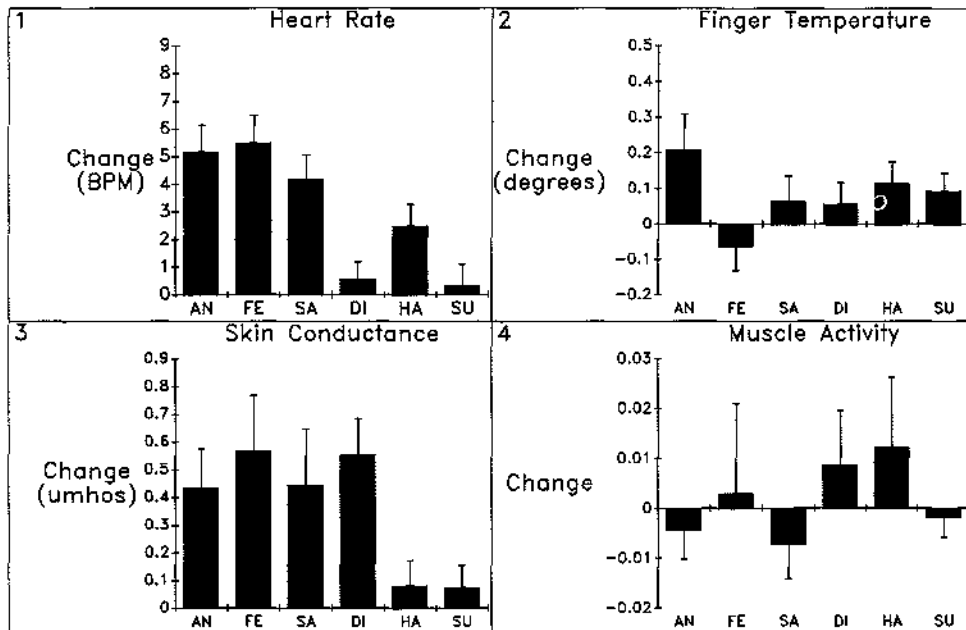 1
Heart Rate
9
8
7
6
5
4
3
2
1
0
Change
(BPM)
AN FE SA DI HA SU
2
Finger Temperature
0.5
0.4
0.3
0.2
0.1
0
-0.1
-0.2
Change
(degrees)
AN FE SA DI HA SU
3
Skin Conductance
0.9
0.8
0.7
0.6
0.5
0.4
0.3
0.2
0.1
0
Change
(umhos)
AN FE SA DI HA SU
4
Muscle Activity
0.03
0.02
0.01
0
-0.01
-0.02
Change
AN FE SA DI HA SU